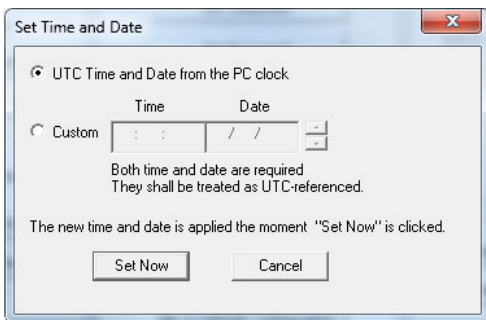 Set Time and Date
UTC Time and Date from the PC clock
Time Date
Custom : : / /
Both time and date are required
They shall be treated as UTC-referenced.
The new time and date is applied the moment "Set Now" is clicked.
Set Now Cancel